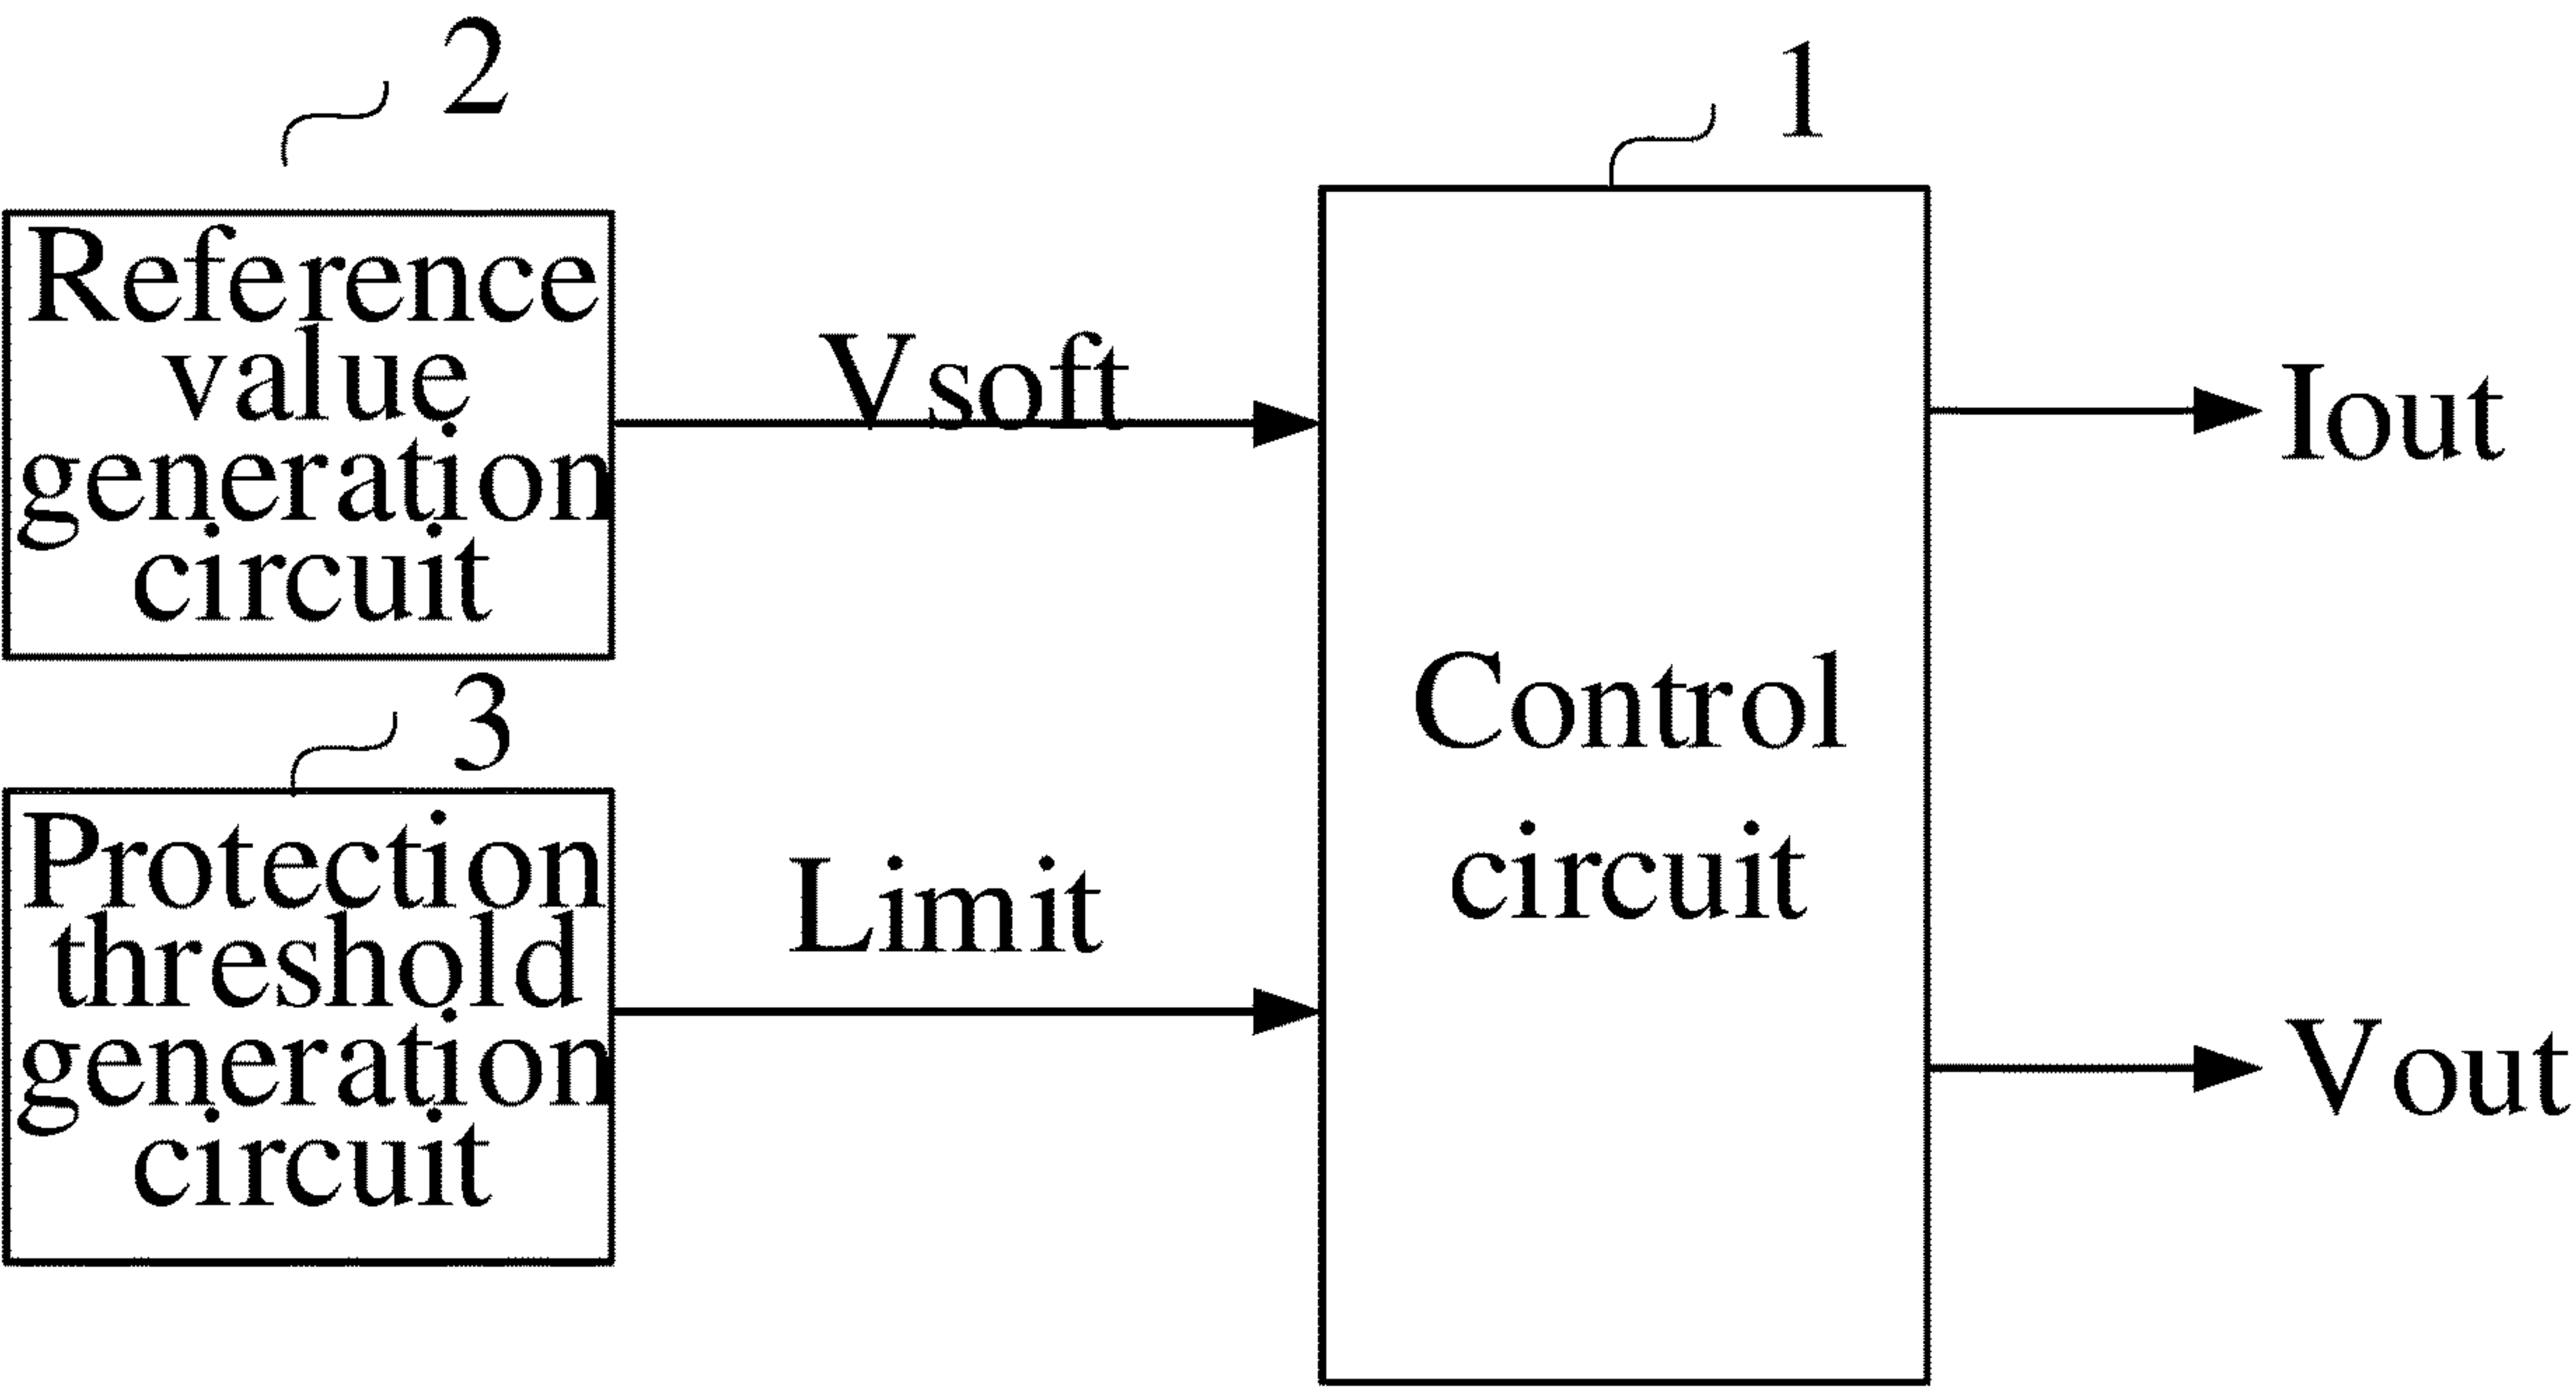 2
1
Reference
value
generation
circuit
Vsoft
Iout
3
Protection
threshold
generation
circuit
Limit
Control
circuit
Vout